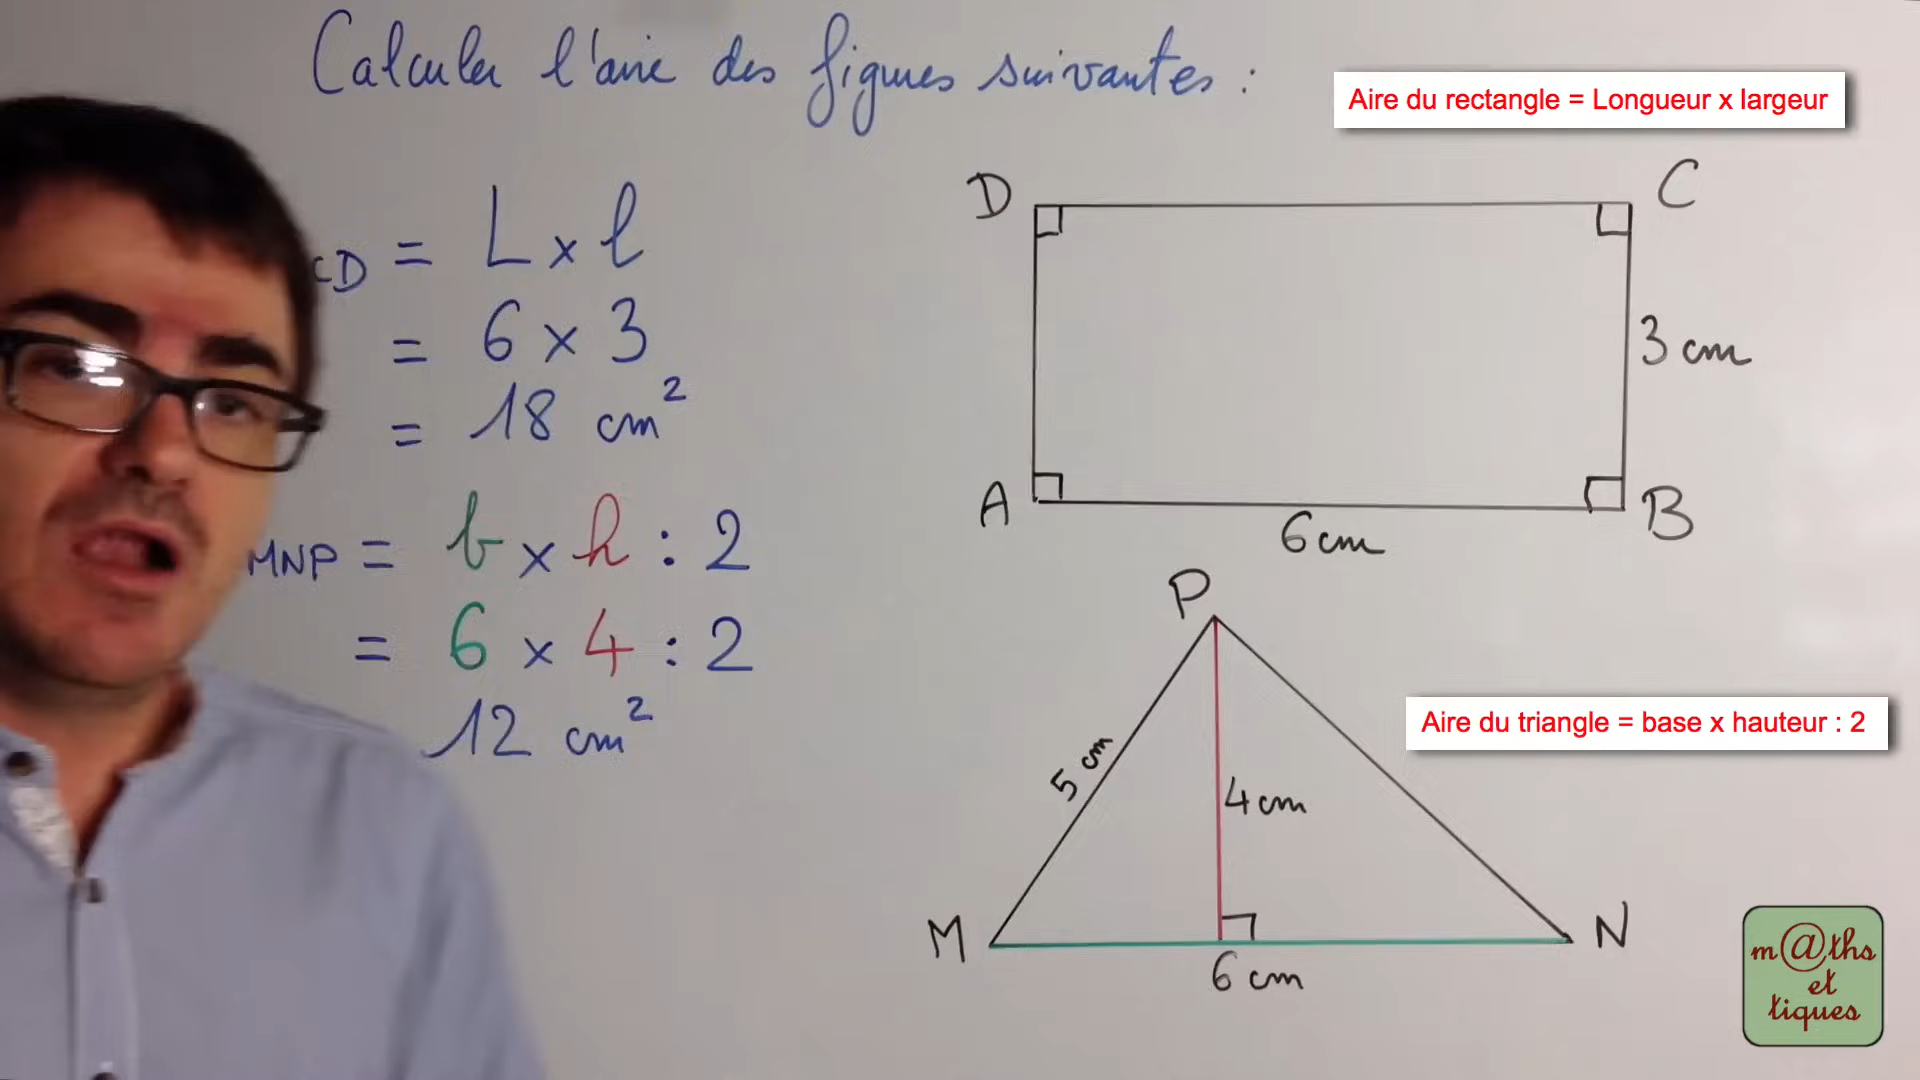 Calculer l'aire des figures suivantes :
Aire du rectangle = Longueur x largeur
CD = L x l
= 6 x 3
= 18 cm²
MNP = b x h : 2
= 6 x 4 : 2
12 cm²
D
C
3 cm
A
B
6 cm
P
Aire du triangle = base x hauteur : 2
5 cm
4 cm
M
N
6 cm
m@ths
et
tiques